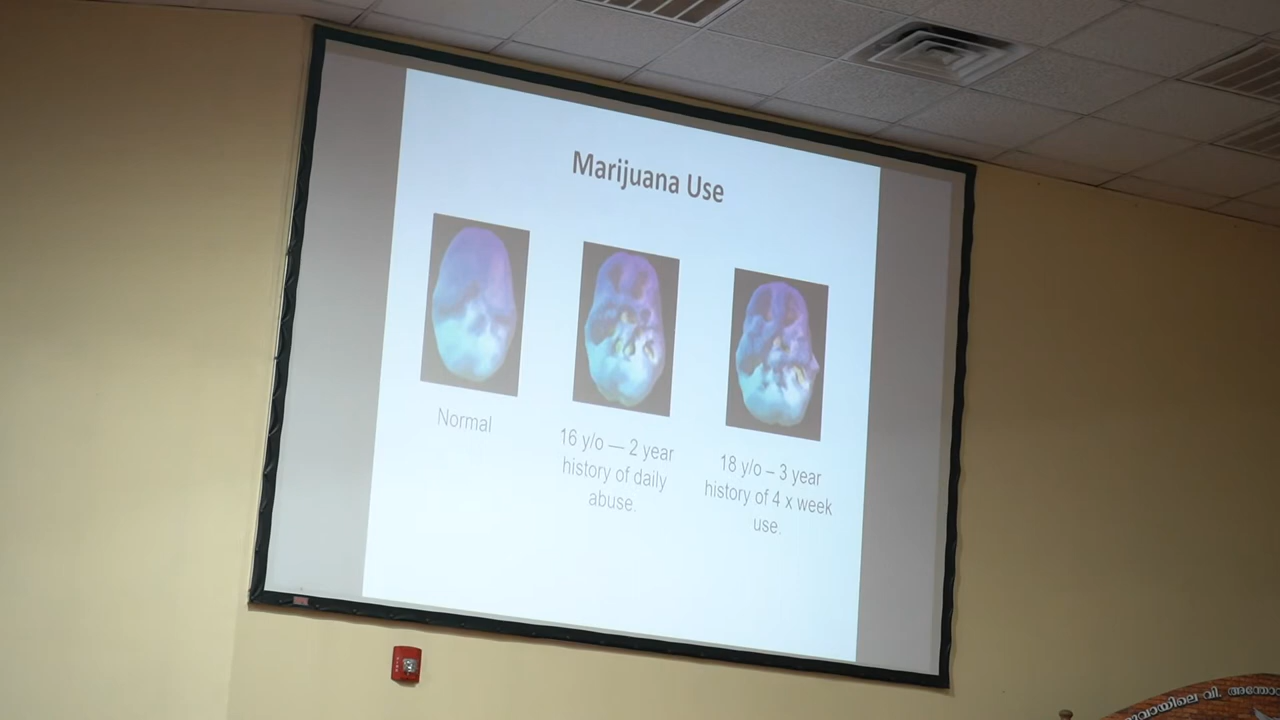 Marijuana Use
Normal
16 y/o — 2 year
history of daily
abuse.
18 y/o – 3 year
history of 4 x week
use.
വി.